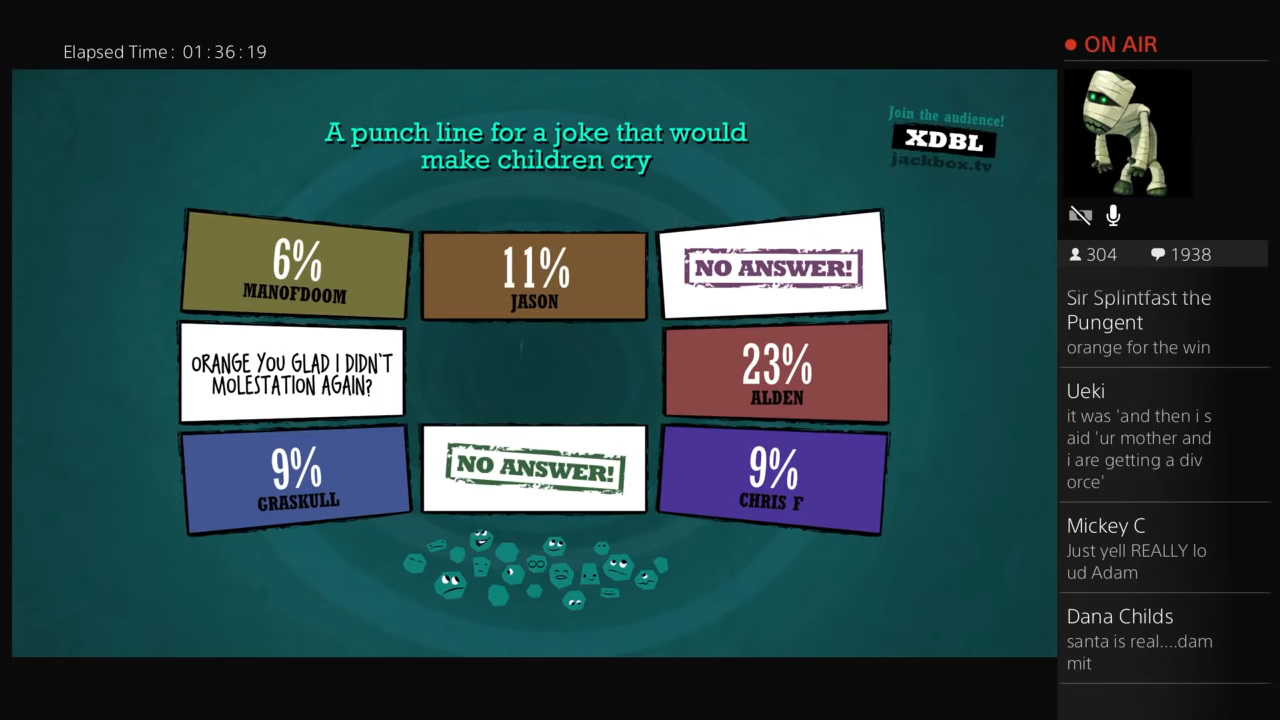 Elapsed Time: 01:36:19
ON AIR
A punch line for a joke that would
make children cry
Join the audience!
XDBL
jackbox.tv
6%
MANOFDOOM
11%
JASON
NO ANSWER!
ORANGE YOU GLAD I DIDN'T
MOLESTATION AGAIN?
23%
ALDEN
9%
GRASKULL
NO ANSWER!
9%
CHRIS F
304 1938
Sir Splintfast the
Pungent
orange for the win
Ueki
it was 'and then i s
aid 'ur mother and
i are getting a div
orce'
Mickey C
Just yell REALLY lo
ud Adam
Dana Childs
santa is real....dam
mit